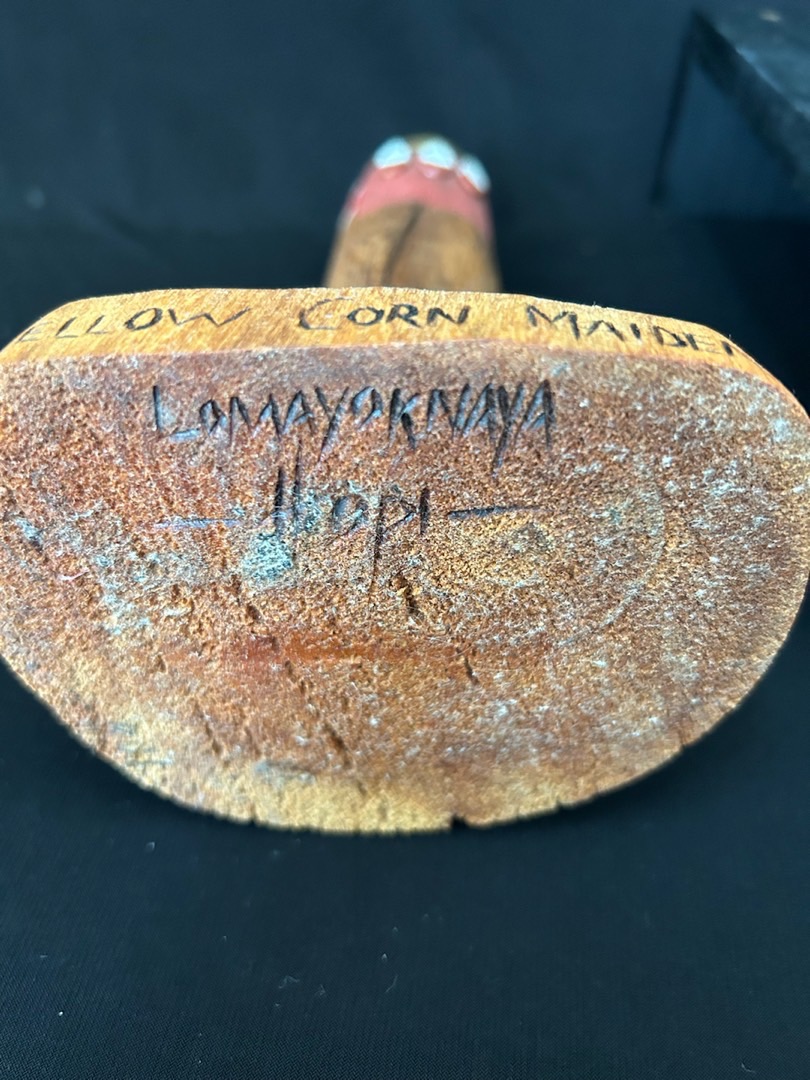 ELLOW CORN MAIDEN
LOMAYOKNAYA
— Hopi —